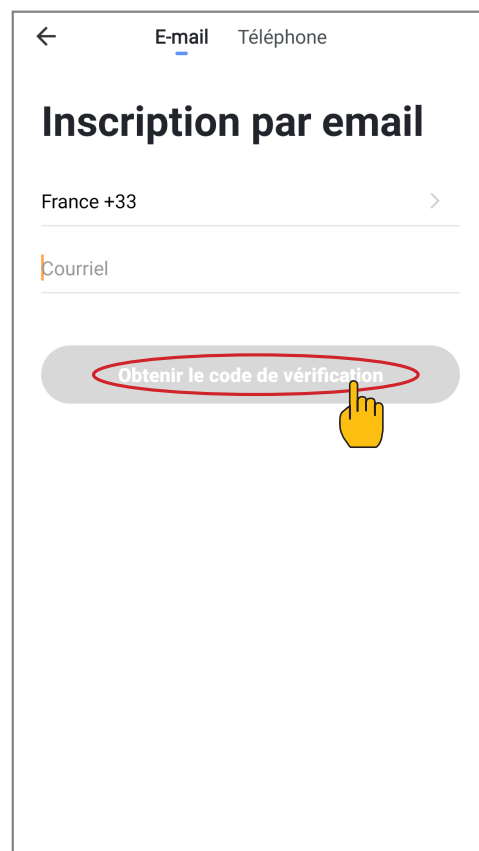 E-mail Téléphone
Inscription par email
France +33
Courriel
Obtenir le code de vérification